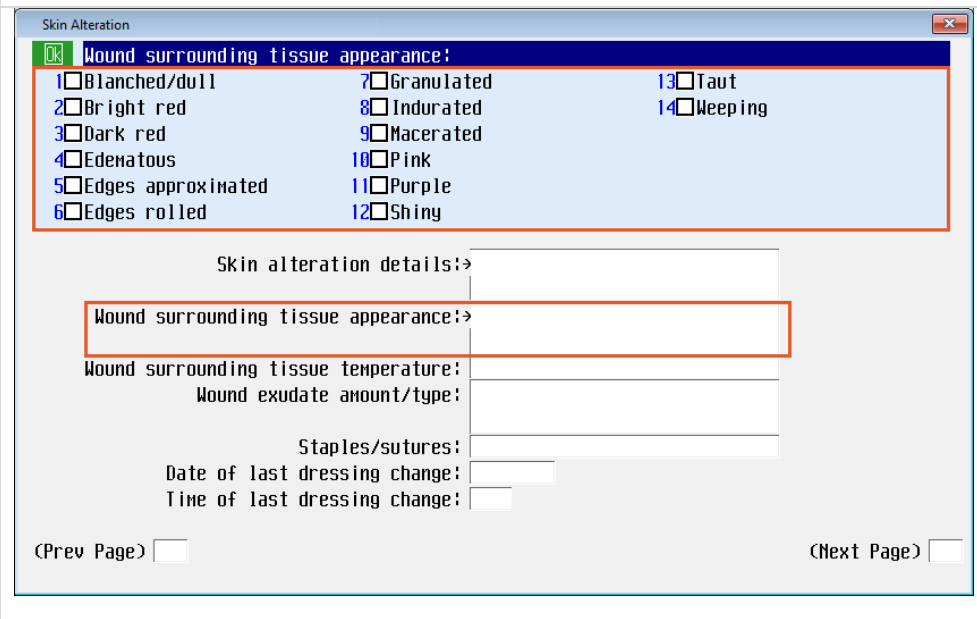 Skin Alteration
Ok Wound surrounding tissue appearance:
1 Blanched/dull 7 Granulated 13 Taut
2 Bright red 8 Indurated 14 Weeping
3 Dark red 9 Macerated
4 Edematous 10 Pink
5 Edges approximated 11 Purple
6 Edges rolled 12 Shiny
Skin alteration details:→
Wound surrounding tissue appearance:→
Wound surrounding tissue temperature:
Wound exudate amount/type:
Staples/sutures:
Date of last dressing change:
Time of last dressing change:
(Prev Page) (Next Page)